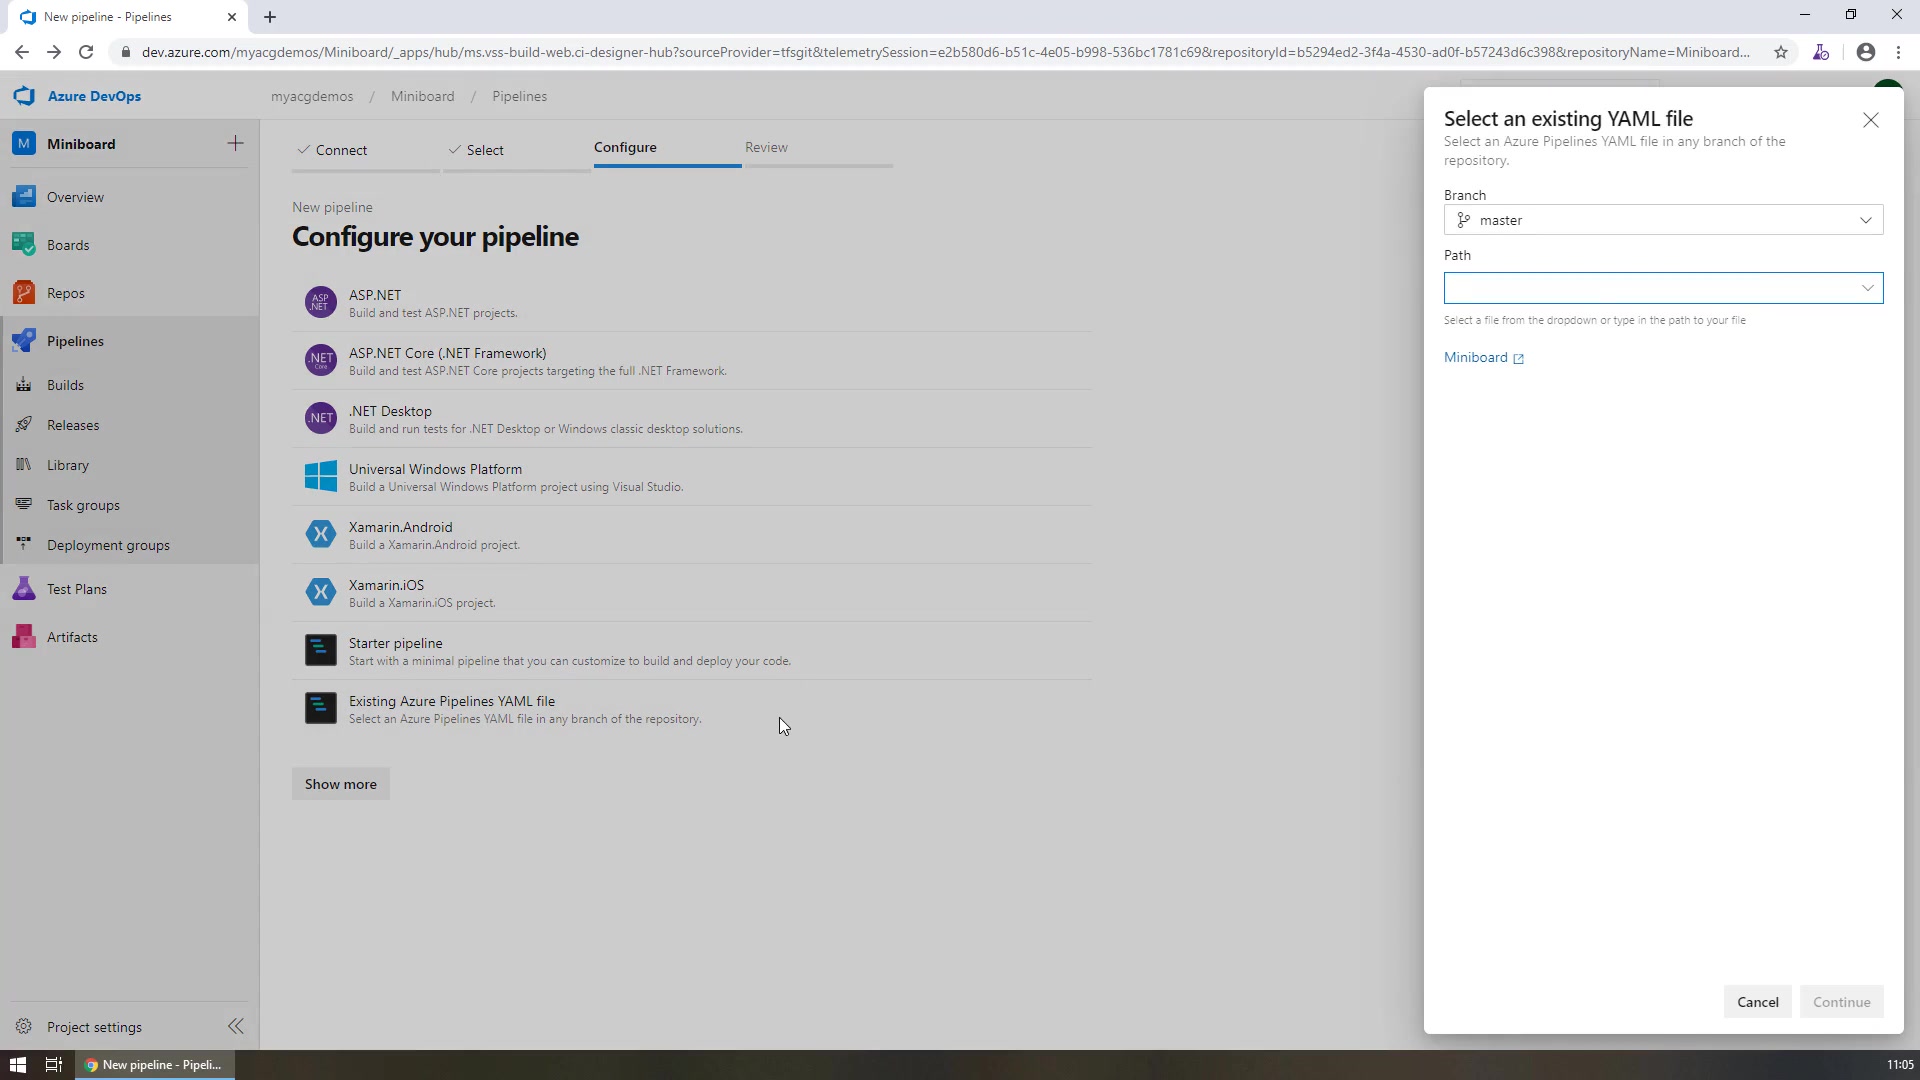 New pipeline - Pipelines
dev.azure.com/myacgdemos/Miniboard/_apps/hub/ms.vss-build-web.ci-designer-hub?sourceProvider=tfsgit&telemetrySession=e2b580d6-b51c-4e05-b998-536bc1781c69&repositoryId=b5294ed2-3f4a-4530-ad0f-b57243d6c398&repositoryName=Miniboard...
Azure DevOps
myacgdemos / Miniboard / Pipelines
M Miniboard
Overview
Boards
Repos
Pipelines
Builds
Releases
Library
Task groups
Deployment groups
Test Plans
Artifacts
Project settings
Connect
Select
Configure
Review
New pipeline
Configure your pipeline
ASP.NET
ASP.NET
Build and test ASP.NET projects.
.NET Core
ASP.NET Core (.NET Framework)
Build and test ASP.NET Core projects targeting the full .NET Framework.
.NET
.NET Desktop
Build and run tests for .NET Desktop or Windows classic desktop solutions.
Universal Windows Platform
Build a Universal Windows Platform project using Visual Studio.
Xamarin.Android
Build a Xamarin.Android project.
Xamarin.iOS
Build a Xamarin.iOS project.
Starter pipeline
Start with a minimal pipeline that you can customize to build and deploy your code.
Existing Azure Pipelines YAML file
Select an Azure Pipelines YAML file in any branch of the repository.
Show more
Select an existing YAML file
Select an Azure Pipelines YAML file in any branch of the
repository.
Branch
master
Path
Select a file from the dropdown or type in the path to your file
Miniboard
Cancel
Continue
New pipeline - Pipeli...
11:05